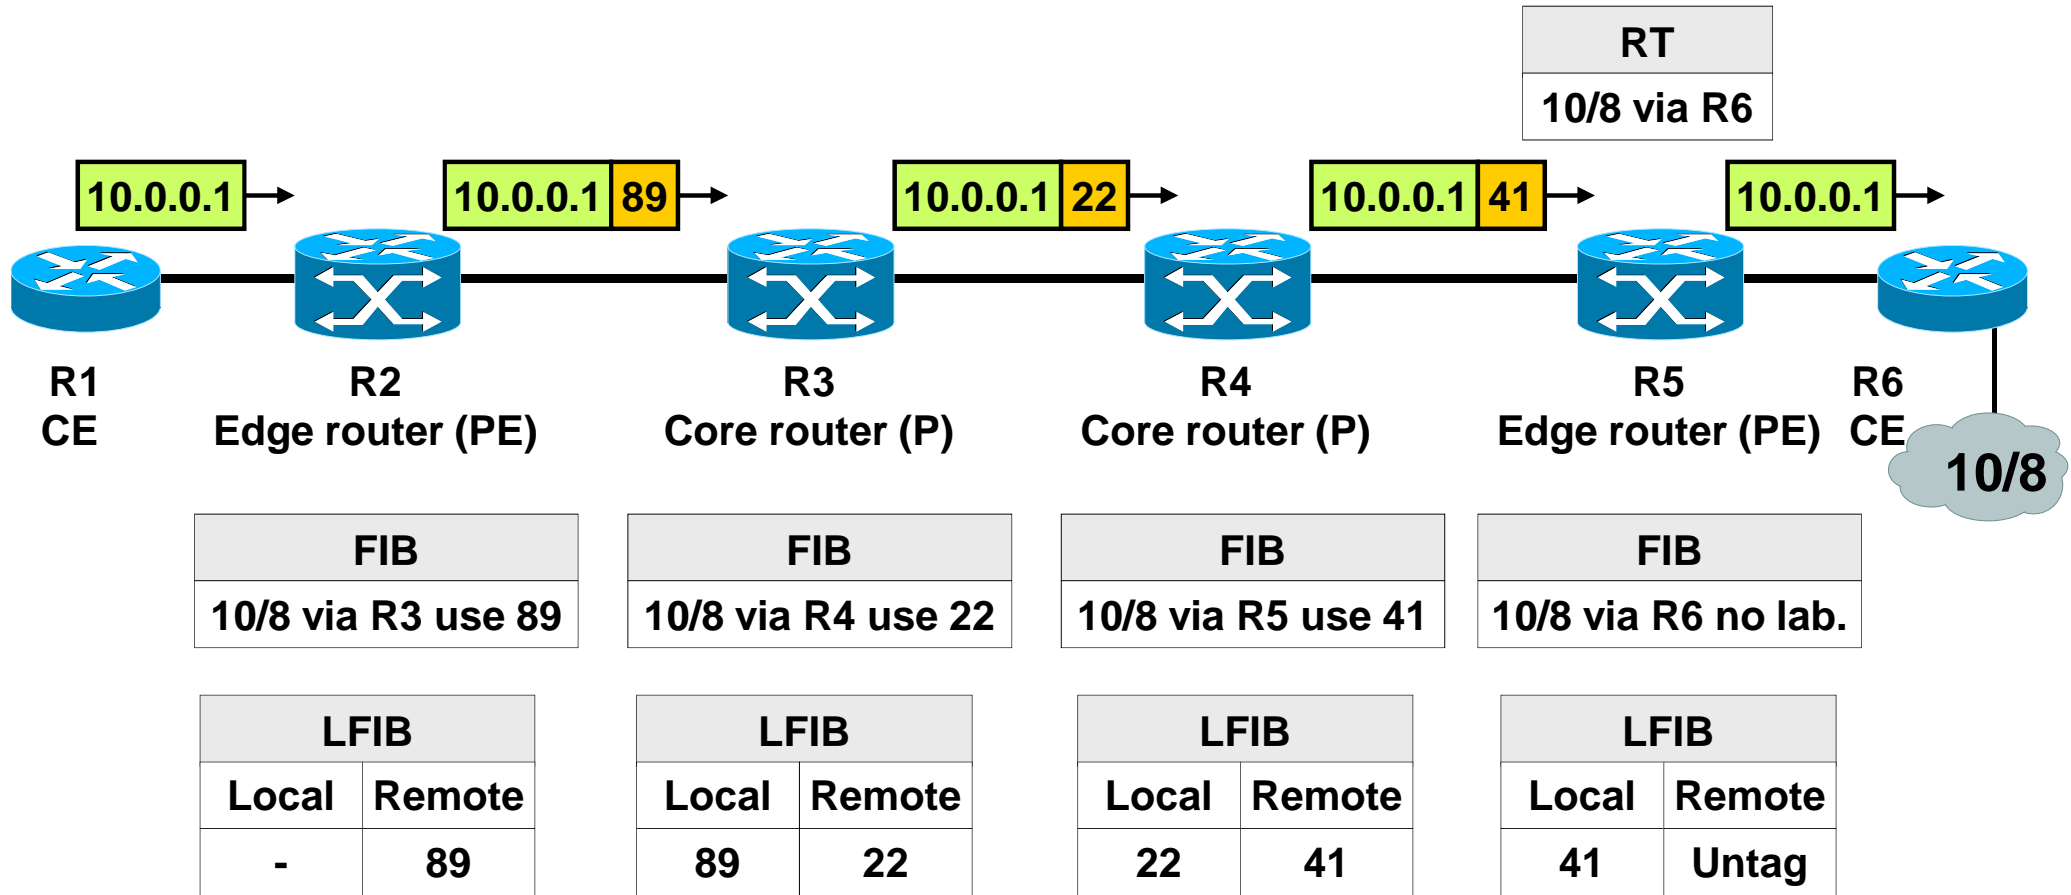 RT
10/8 via R6
10.0.0.1
10.0.0.1 89
10.0.0.1 22
10.0.0.1 41
10.0.0.1
R1
CE
R2
Edge router (PE)
R3
Core router (P)
R4
Core router (P)
R5
Edge router (PE)
R6
CE
10/8
FIB
10/8 via R3 use 89
FIB
10/8 via R4 use 22
FIB
10/8 via R5 use 41
FIB
10/8 via R6 no lab.
LFIB
Local Remote
- 89
LFIB
Local Remote
89 22
LFIB
Local Remote
22 41
LFIB
Local Remote
41 Untag